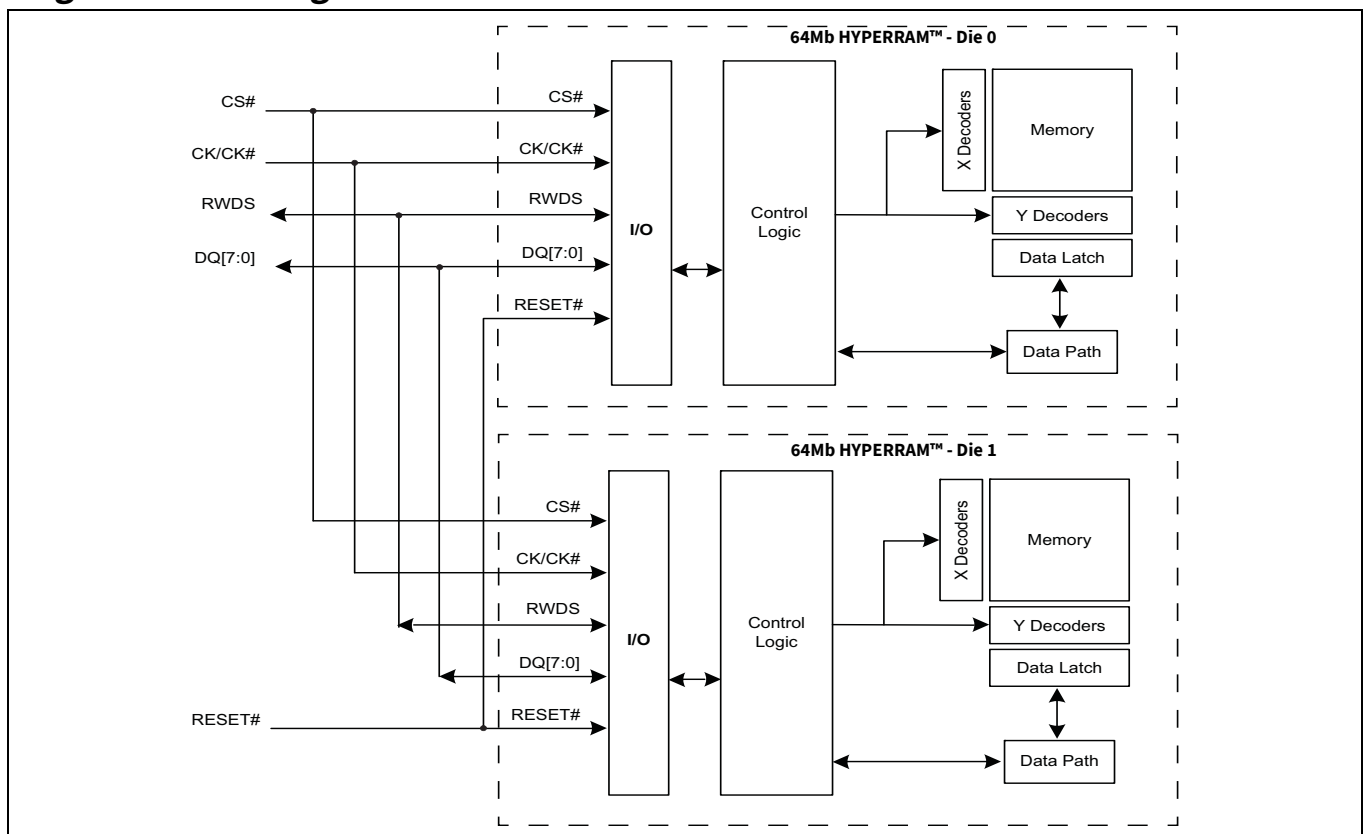 64Mb HYPERRAM™ - Die 0
CS#
CS#
X Decoders
Memory
CK/CK#
CK/CK#
RWDS
RWDS
Y Decoders
I/O
Control
Logic
DQ[7:0]
DQ[7:0]
Data Latch
RESET#
Data Path
64Mb HYPERRAM™ - Die 1
CS#
X Decoders
Memory
CK/CK#
RWDS
Y Decoders
I/O
Control
Logic
DQ[7:0]
Data Latch
RESET#
RESET#
Data Path